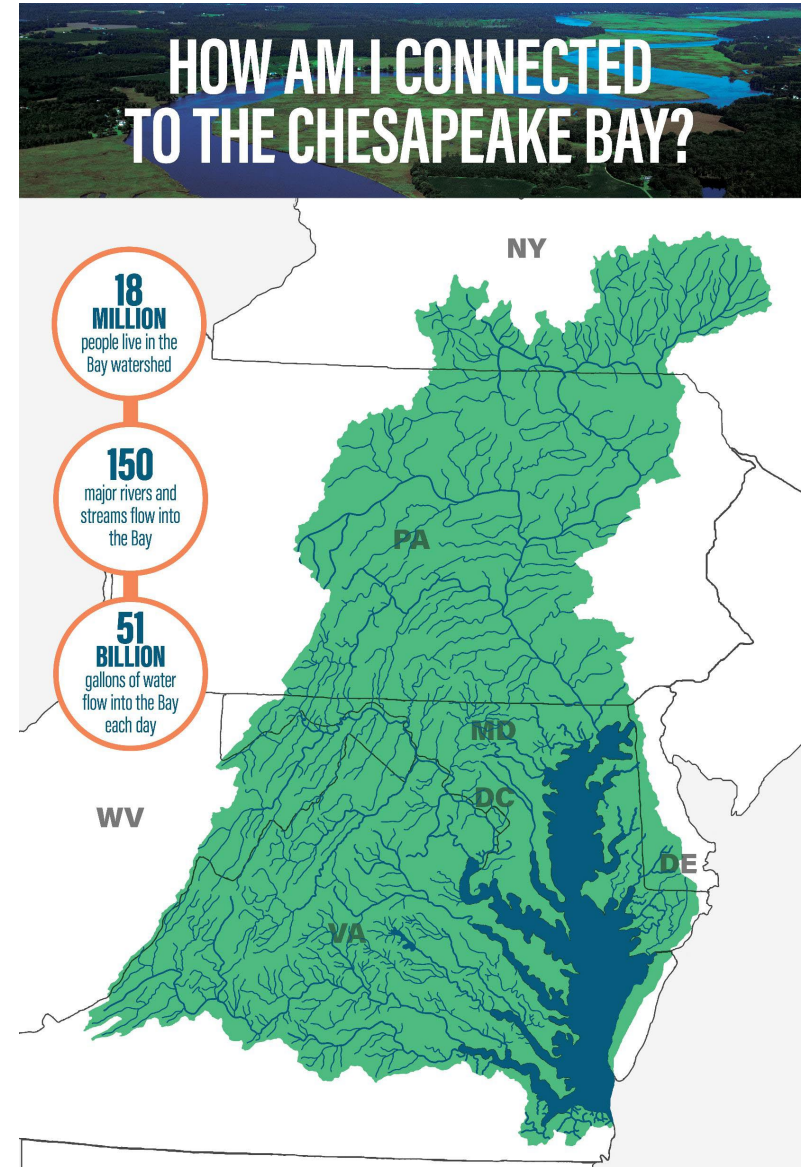 HOW AM I CONNECTED
TO THE CHESAPEAKE BAY?
18
MILLION
people live in the
Bay watershed
150
major rivers and
streams flow into
the Bay
51
BILLION
gallons of water
flow into the Bay
each day
NY
PA
MD
DC
WV
DE
VA